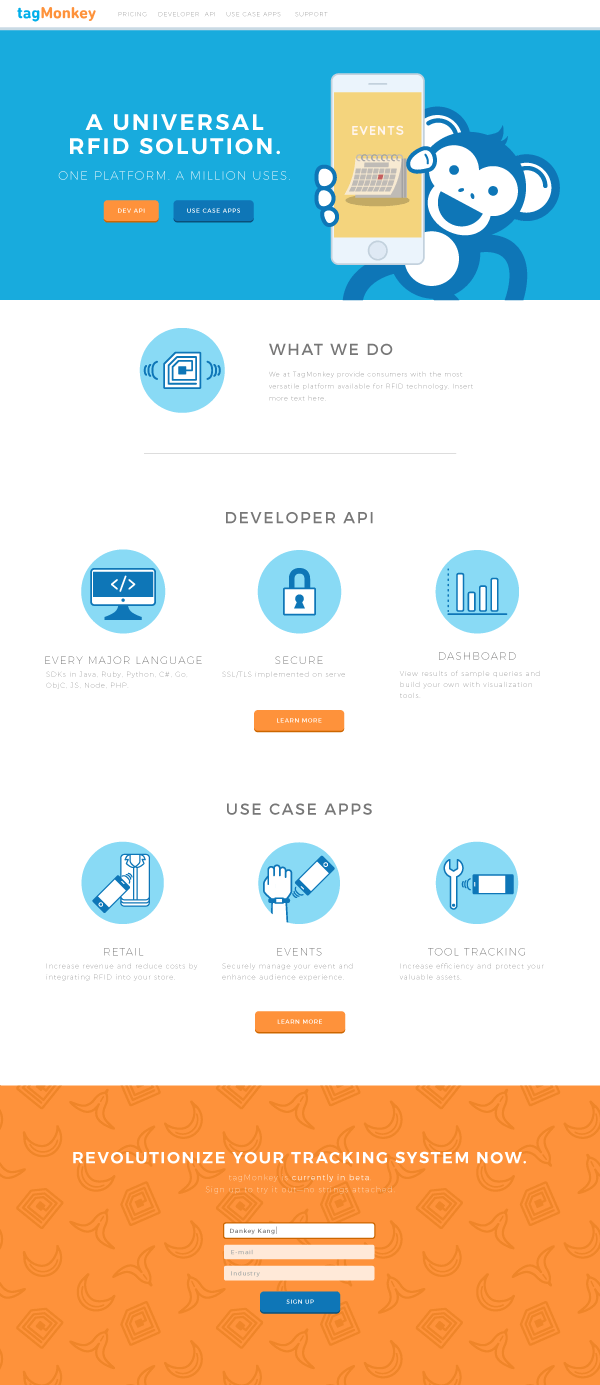 tagMonkey
PRICING DEVELOPER API USE CASE APPS SUPPORT
A UNIVERSAL
RFID SOLUTION.
ONE PLATFORM. A MILLION USES.
DEV API
USE CASE APPS
EVENTS
WHAT WE DO
We at TagMonkey provide consumers with the most
versatile platform available for RFID technology. Insert
more text here.
DEVELOPER API
</>
EVERY MAJOR LANGUAGE
SDKs in Java, Ruby, Python, C#, Go,
ObjC, JS, Node, PHP.
SECURE
SSL/TLS implemented on serve
DASHBOARD
View results of sample queries and
build your own with visualization
tools.
LEARN MORE
USE CASE APPS
RETAIL
Increase revenue and reduce costs by
integrating RFID into your store.
EVENTS
Securely manage your event and
enhance audience experience.
TOOL TRACKING
Increase efficiency and protect your
valuable assets.
LEARN MORE
REVOLUTIONIZE YOUR TRACKING SYSTEM NOW.
tagMonkey is currently in beta.
Sign up to try it out—no strings attached.
Dankey Kang
E-mail
Industry
SIGN UP